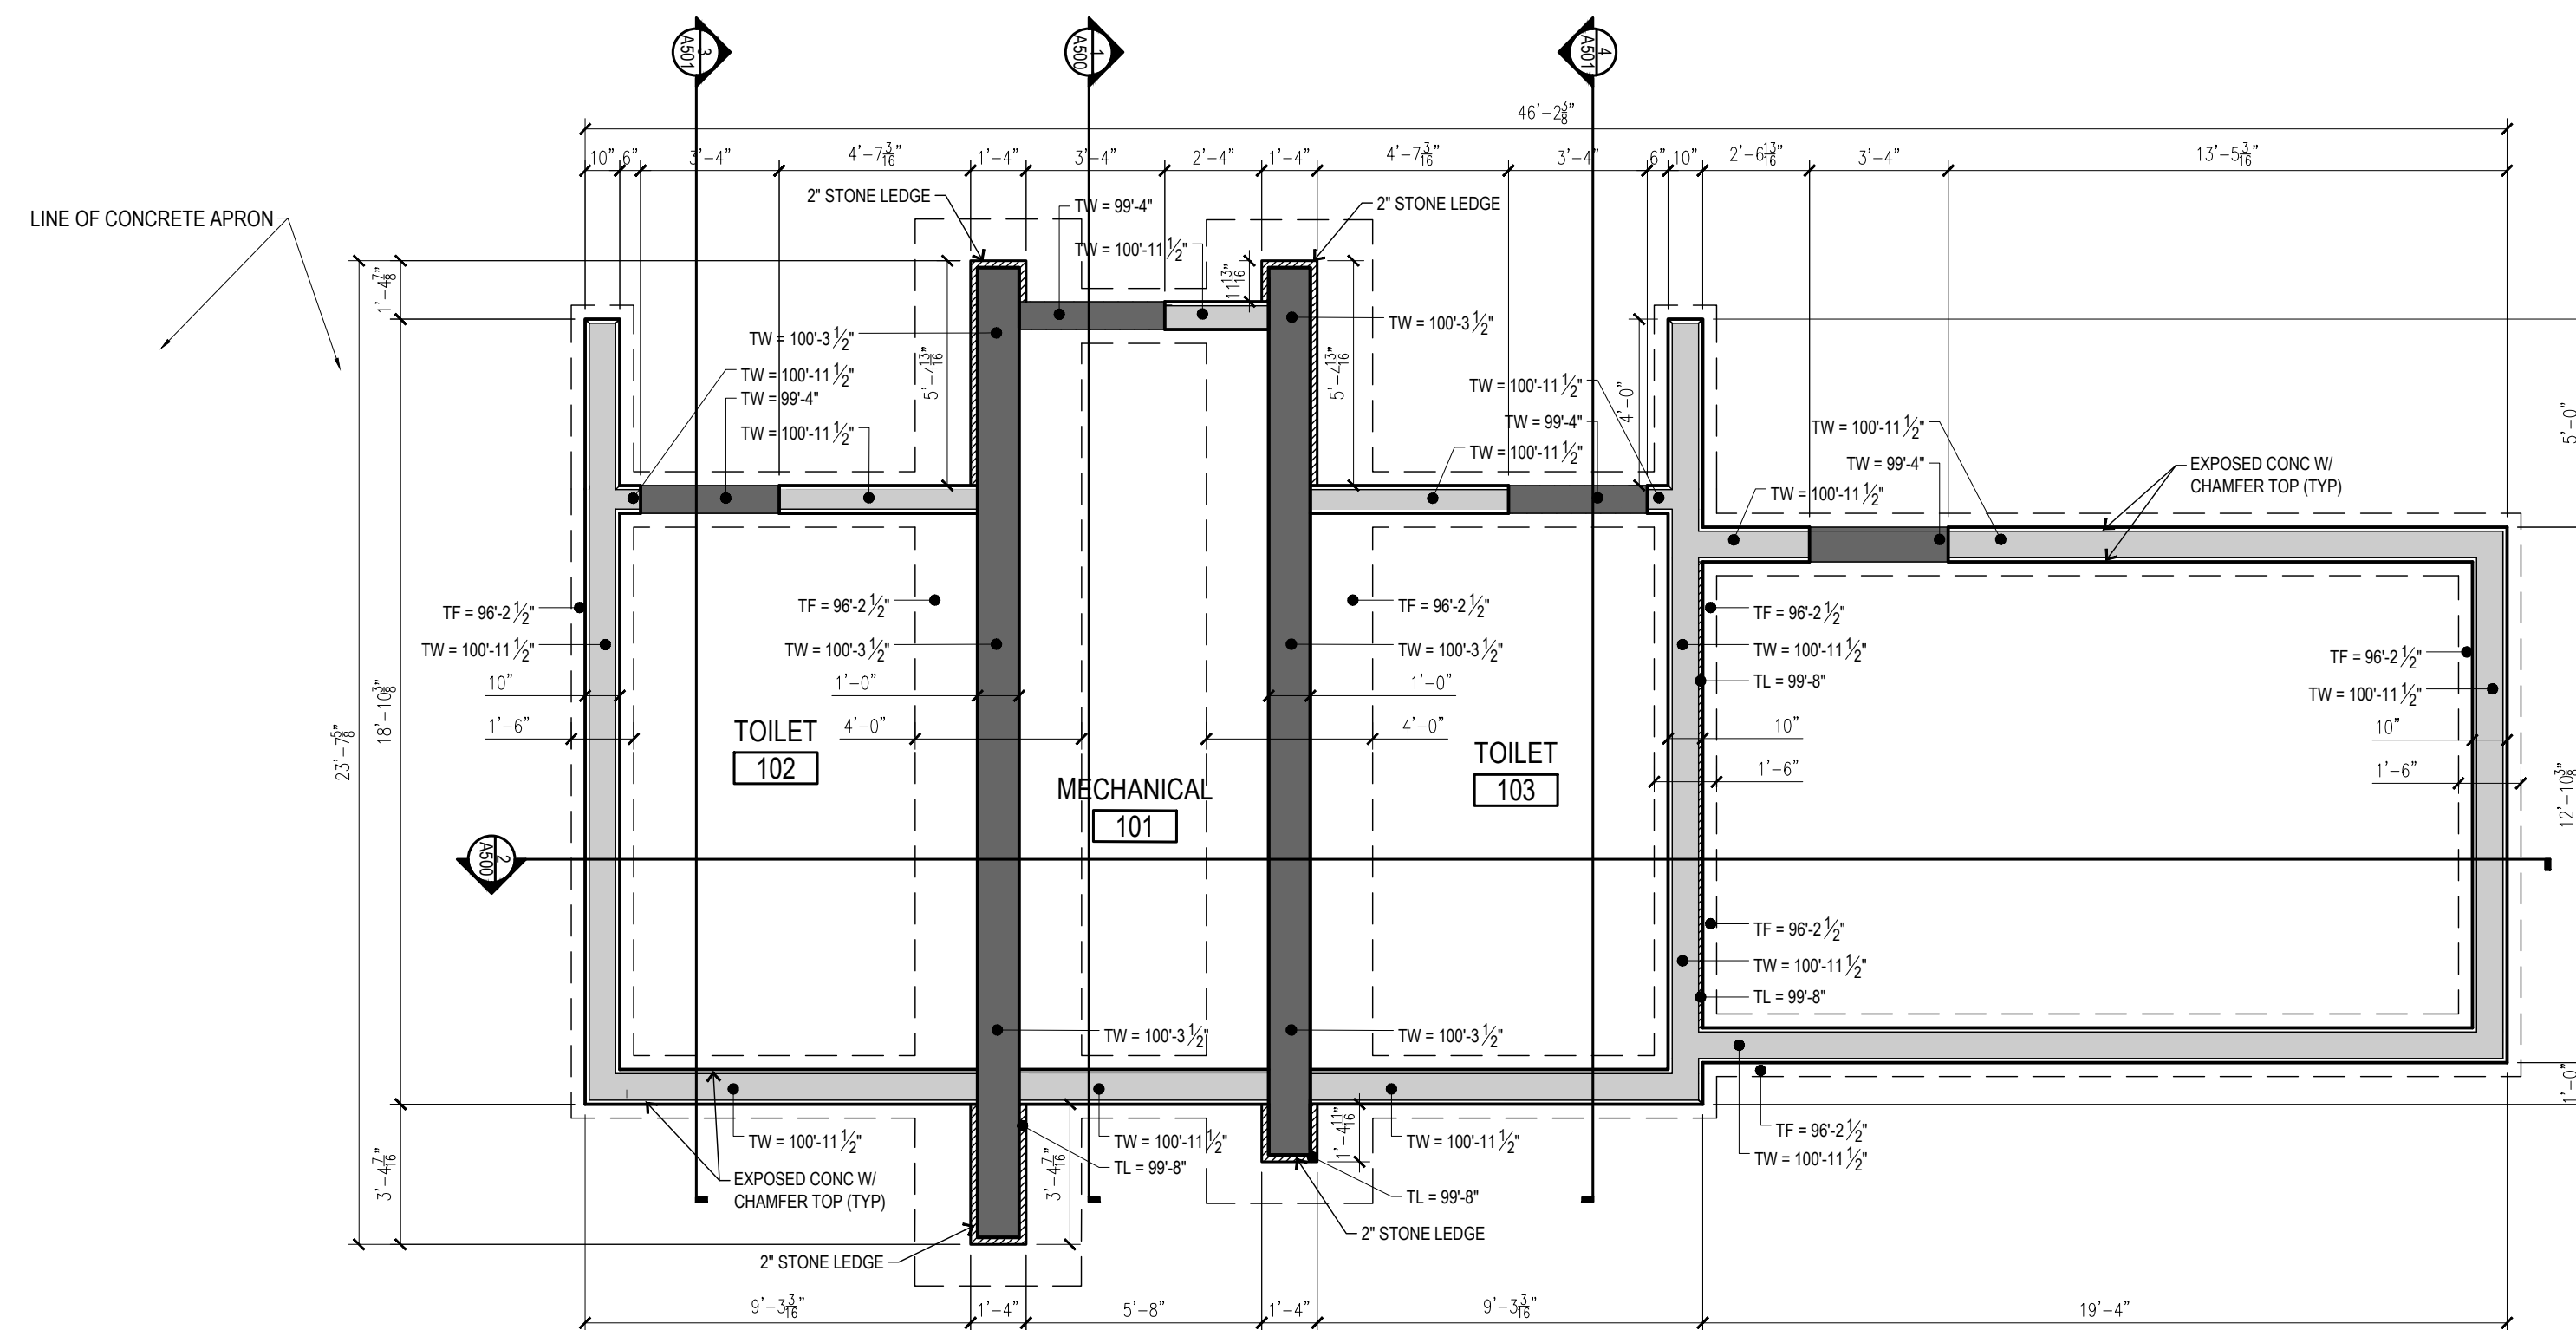 3
A501
1
A500
4
A501
46'-2 3/8"
10" 6" 3'-4" 4'-7 3/16" 1'-4" 3'-4" 2'-4" 1'-4" 4'-7 3/16" 3'-4" 6" 10" 2'-6 13/16" 3'-4" 13'-5 3/16"
2" STONE LEDGE
TW = 99'-4"
2" STONE LEDGE
LINE OF CONCRETE APRON
TW = 100'-11 1/2"
1'-4 7/8"
11 13/16"
TW = 100'-3 1/2"
TW = 100'-3 1/2"
5'-4 13/16"
5'-4 13/16"
TW = 100'-11 1/2"
TW = 99'-4"
TW = 100'-11 1/2"
TW = 100'-11 1/2"
4'-0"
TW = 99'-4"
TW = 100'-11 1/2"
TW = 100'-11 1/2"
5'-0"
TW = 99'-4"
TW = 100'-11 1/2"
EXPOSED CONC W/
CHAMFER TOP (TYP)
TF = 96'-2 1/2"
TW = 100'-11 1/2"
TF = 96'-2 1/2"
TW = 100'-3 1/2"
TF = 96'-2 1/2"
TW = 100'-3 1/2"
TF = 96'-2 1/2"
TW = 100'-11 1/2"
TL = 99'-8"
TF = 96'-2 1/2"
TW = 100'-11 1/2"
10"
1'-0"
1'-0"
1'-6"
4'-0"
4'-0"
10"
1'-6"
10"
1'-6"
23'-7 5/8"
18'-10 3/8"
12'-10 3/8"
TOILET
102
MECHANICAL
101
TOILET
103
2
A500
TF = 96'-2 1/2"
TW = 100'-11 1/2"
TL = 99'-8"
TW = 100'-3 1/2"
TW = 100'-3 1/2"
1'-0"
TW = 100'-11 1/2"
TW = 100'-11 1/2"
TL = 99'-8"
1'-4 11/16"
TW = 100'-11 1/2"
TF = 96'-2 1/2"
TW = 100'-11 1/2"
3'-4 7/16"
EXPOSED CONC W/
CHAMFER TOP (TYP)
3'-4 7/16"
TL = 99'-8"
2" STONE LEDGE
2" STONE LEDGE
9'-3 3/16" 1'-4" 5'-8" 1'-4" 9'-3 3/16" 19'-4"